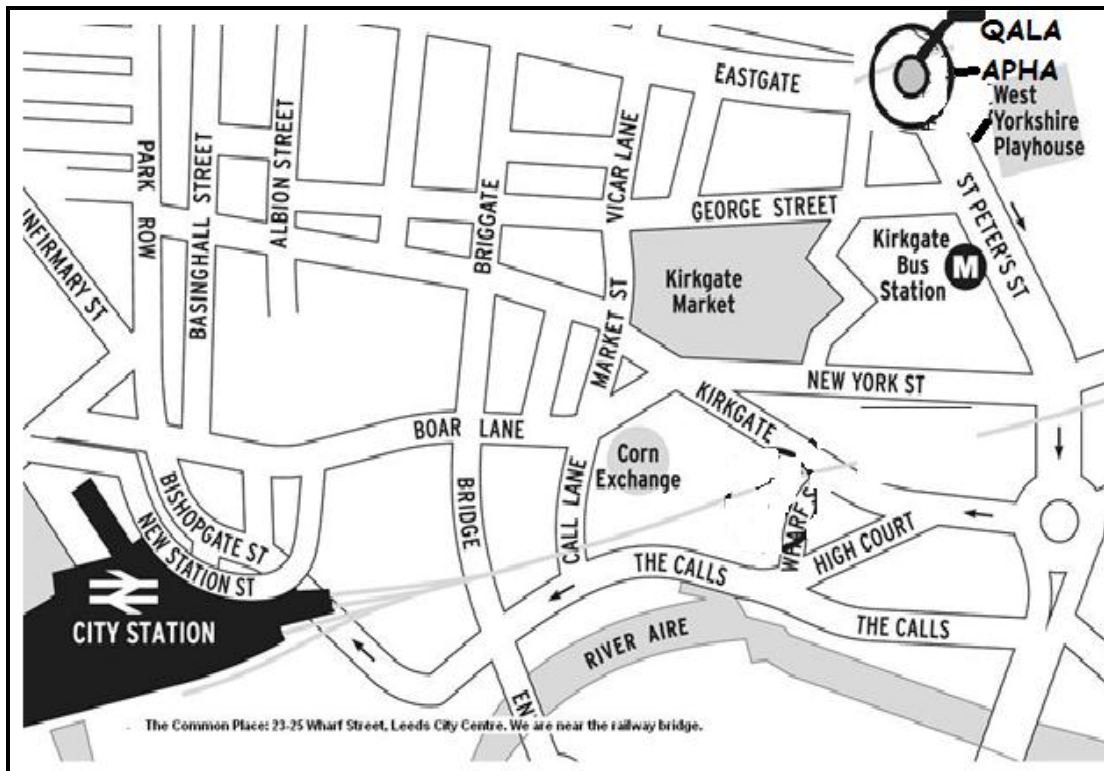 QALA
APHA
EASTGATE
West
Yorkshire
Playhouse
VICAR LANE
PARK ROW
BASINGHALL STREET
ALBION STREET
BRIGGATE
GEORGE STREET
ST PETER'S ST
INFIRMARY ST
Kirkgate
Bus
Station
M
Kirkgate
Market
MARKET ST
NEW YORK ST
KIRKGATE
BOAR LANE
Corn
Exchange
BRIDGE
CALL LANE
WHARF S
BISHOPGATE ST
NEW STATION ST
HIGH COURT
THE CALLS
CITY STATION
THE CALLS
RIVER AIRE
EN
The Common Place: 23-25 Wharf Street, Leeds City Centre. We are near the railway bridge.